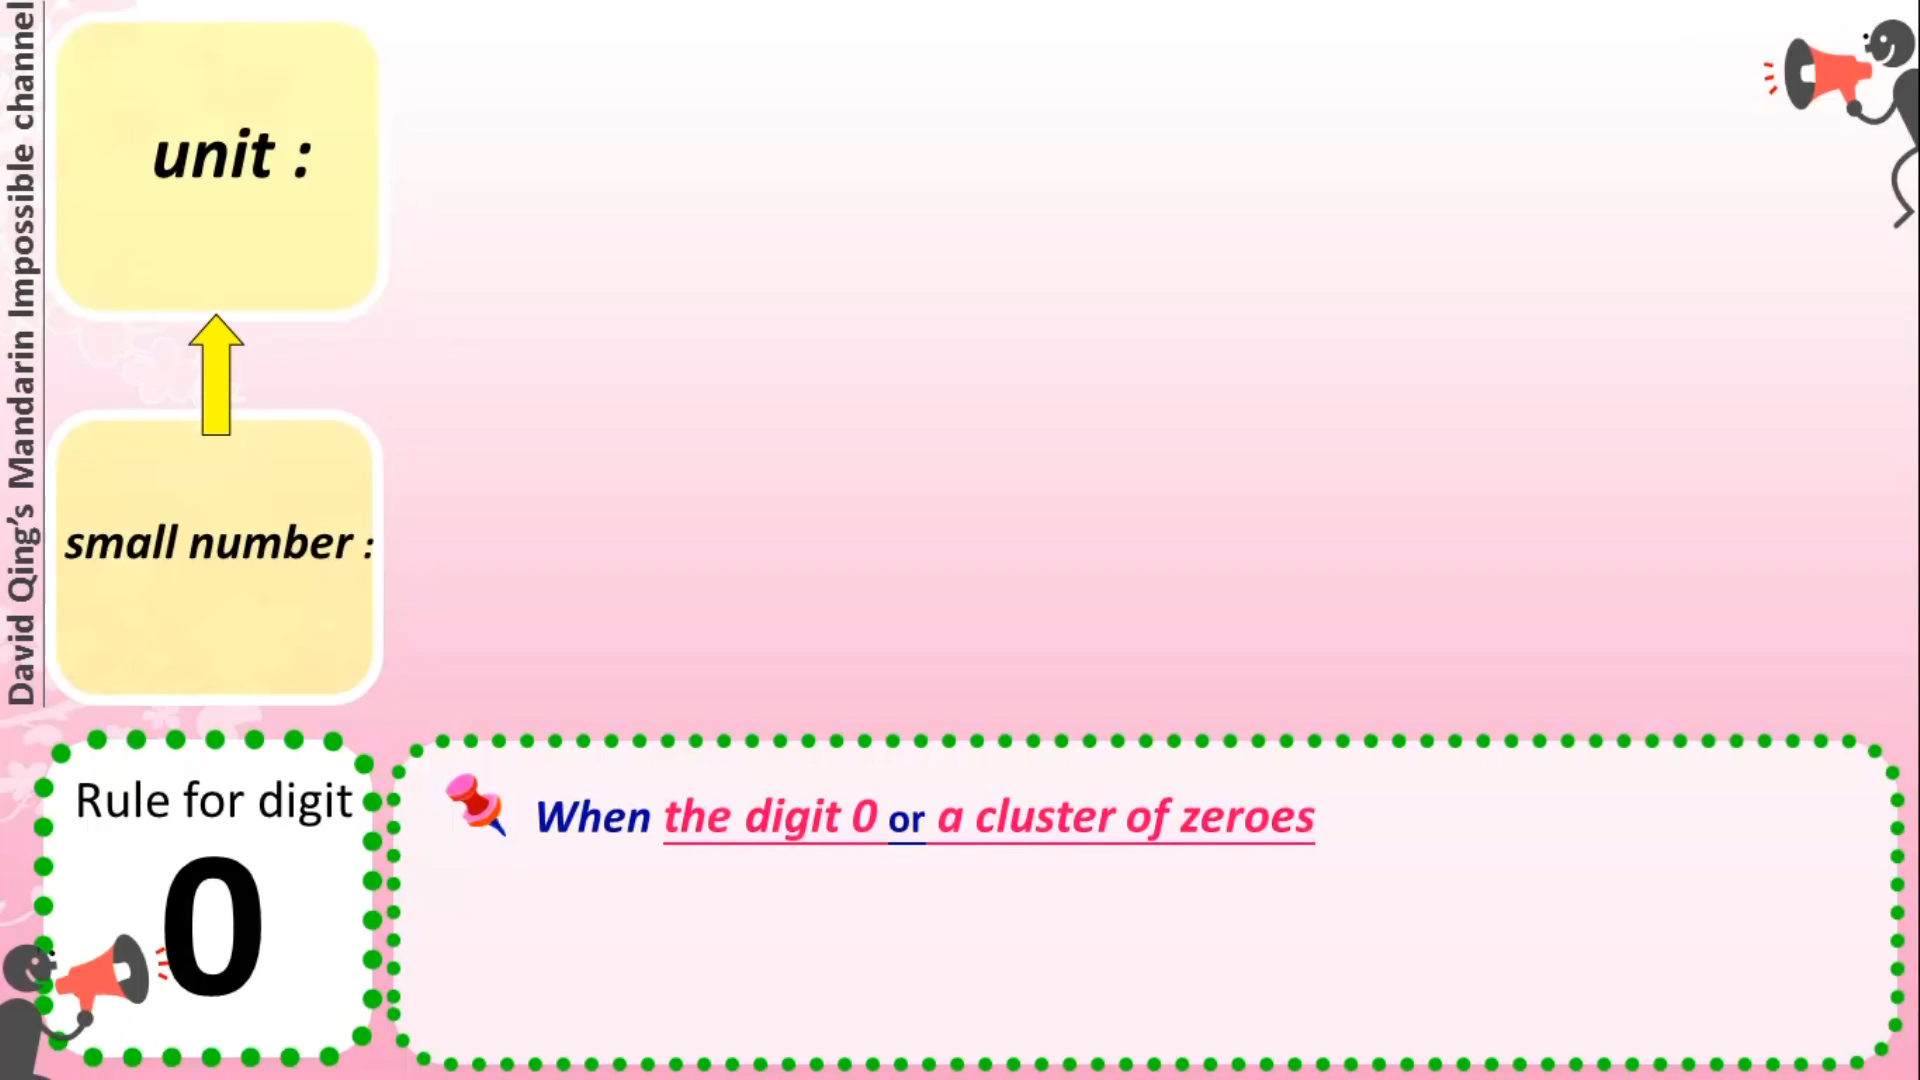 David Qing's Mandarin Impossible channel
unit :
small number :
Rule for digit
0
When the digit 0 or a cluster of zeroes